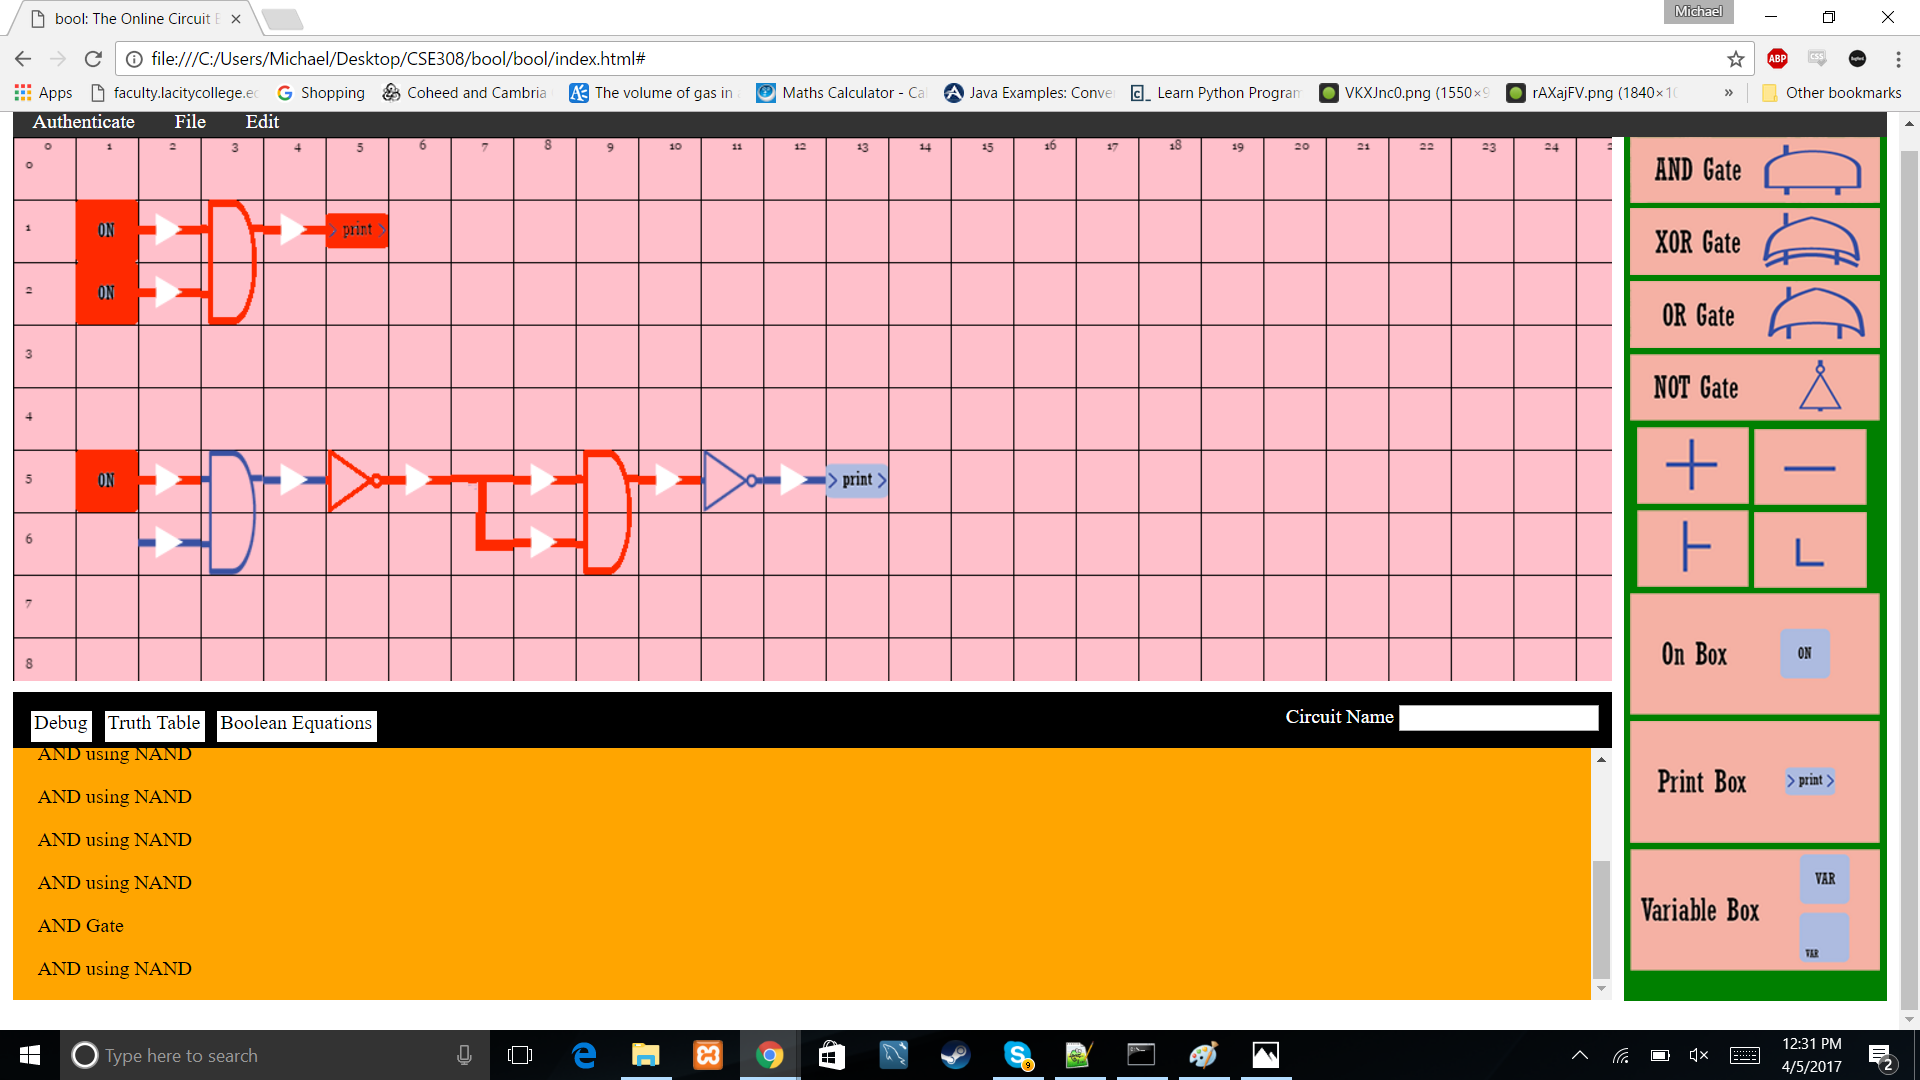 Michael
bool: The Online Circuit
file:///C:/Users/Michael/Desktop/CSE308/bool/bool/index.html#
ABP
CSS
Apps faculty.lacitycollege.ec Shopping Coheed and Cambria The volume of gas in Maths Calculator - Ca Java Examples: Conve Learn Python Program VKXJnc0.png (1550×9 rAXajFV.png (1840×10 » Other bookmarks
Authenticate File Edit
0 1 2 3 4 5 6 7 8 9 10 11 12 13 14 15 16 17 18 19 20 21 22 23 24
0
1 ON > print >
2 ON
3
4
5 ON > print >
6
7
8
AND Gate
XOR Gate
OR Gate
NOT Gate
On Box ON
Print Box > print >
Variable Box VAR
VAR
Debug Truth Table Boolean Equations Circuit Name
AND using NAND
AND using NAND
AND using NAND
AND using NAND
AND Gate
AND using NAND
Type here to search
9
12:31 PM
4/5/2017
2